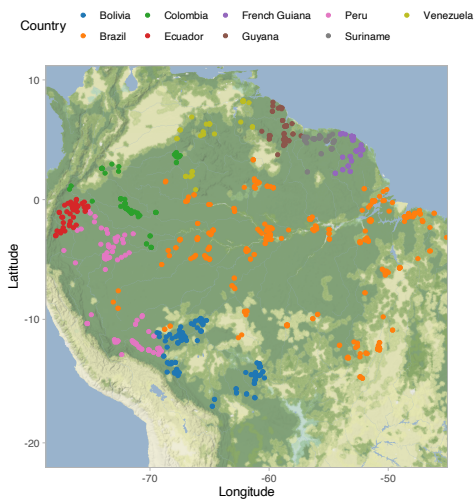 Country
Bolivia Colombia French Guiana Peru Venezuela
Brazil Ecuador Guyana Suriname
10
0
-10
-20
Latitude
-70 -60 -50
Longitude